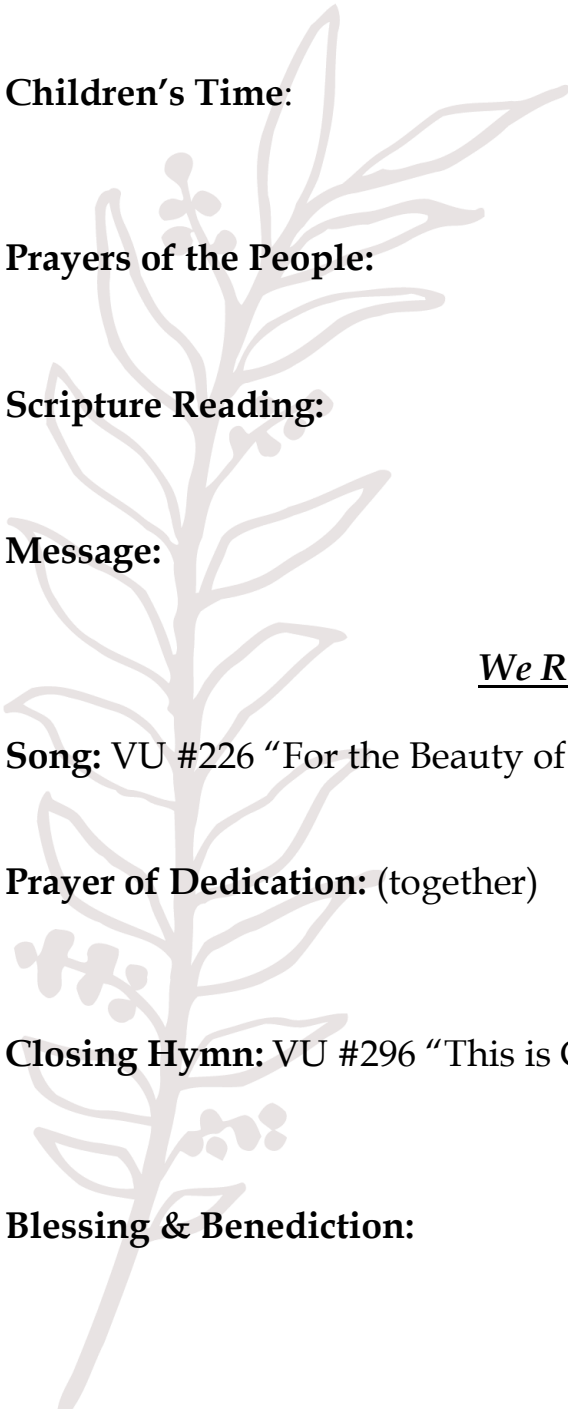 Children’s Time:
Prayers of the People:
Scripture Reading:
Message:
We R
Song: VU #226 “For the Beauty of
Prayer of Dedication: (together)
Closing Hymn: VU #296 “This is
Blessing & Benediction: